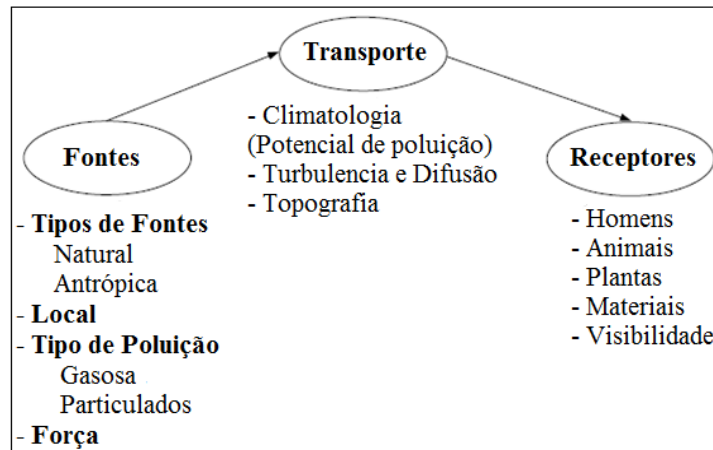 Transporte
- Climatologia
(Potencial de poluição)
- Turbulencia e Difusão
- Topografia
Fontes
- Tipos de Fontes
Natural
Antrópica
- Local
- Tipo de Poluição
Gasosa
Particulados
- Força
Receptores
- Homens
- Animais
- Plantas
- Materiais
- Visibilidade